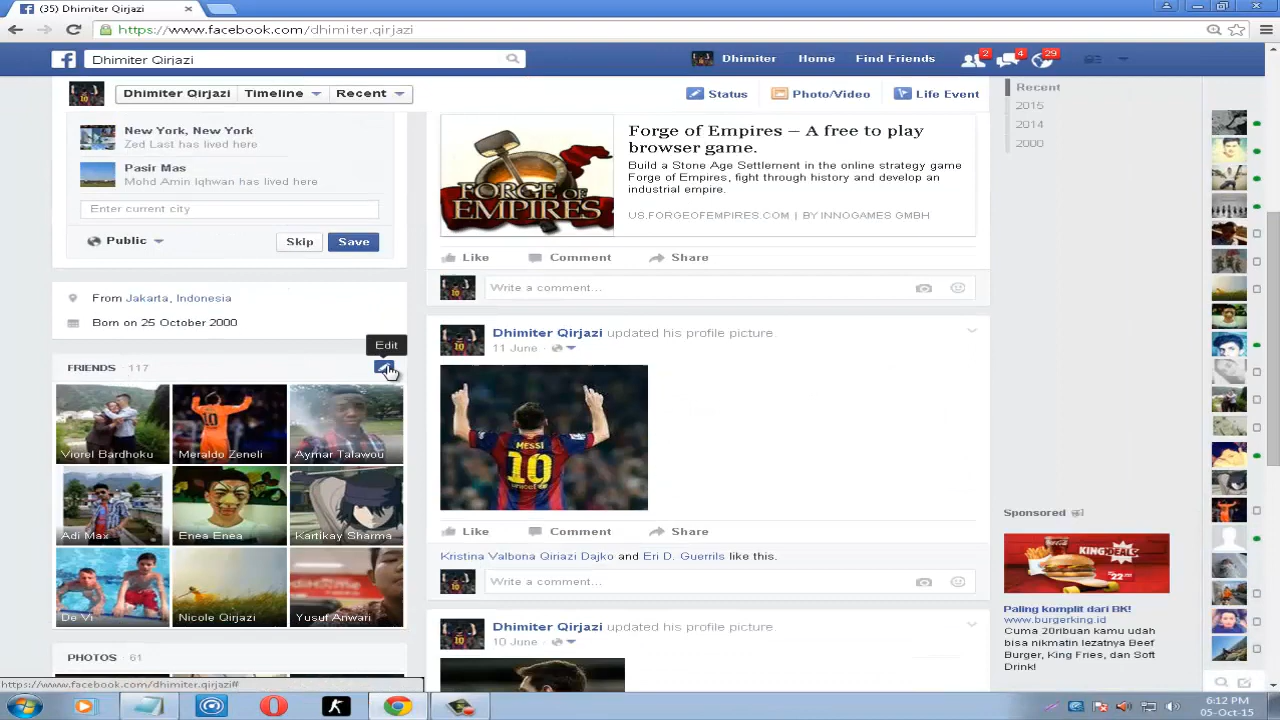 (35) Dhimiter Qirjazi
https://www.facebook.com/dhimiter.qirjazi
Dhimiter Qirjazi
Dhimiter
Home
Find Friends
2
4
29
Dhimiter Qirjazi
Timeline
Recent
Status
Photo/Video
Life Event
New York, New York
Zed Last has lived here
Pasir Mas
Mohd Amin Iqhwan has lived here
Enter current city
Public
Skip
Save
From Jakarta, Indonesia
Born on 25 October 2000
Edit
FRIENDS 117
Viorel Bardhoku
Meraldo Zeneli
Aymar Talawou
Adi Max
Enea Enea
Kartikay Sharma
De Vi
Nicole Qirjazi
Yusuf Anwari
PHOTOS 61
https://www.facebook.com/dhimiter.qirjazi#
FORGE OF
EMPIRES
Forge of Empires – A free to play
browser game.
Build a Stone Age Settlement in the online strategy game
Forge of Empires, fight through history and develop an
industrial empire.
US.FORGEOFEMPIRES.COM | BY INNOGAMES GMBH
Like
Comment
Share
Write a comment...
Dhimiter Qirjazi updated his profile picture.
11 June ·
MESSI
10
Like
Comment
Share
Kristina Valbona Qiriazi Dajko and Eri D. Guerrils like this.
Write a comment...
Dhimiter Qirjazi updated his profile picture.
10 June ·
Recent
2015
2014
2000
Sponsored
KING DEALS
22
Paling komplit dari BK!
www.burgerking.id
Cuma 20ribuan kamu udah
bisa nikmatin lezatnya Beef
Burger, King Fries, dan Soft
Drink!
6:12 PM
05-Oct-15